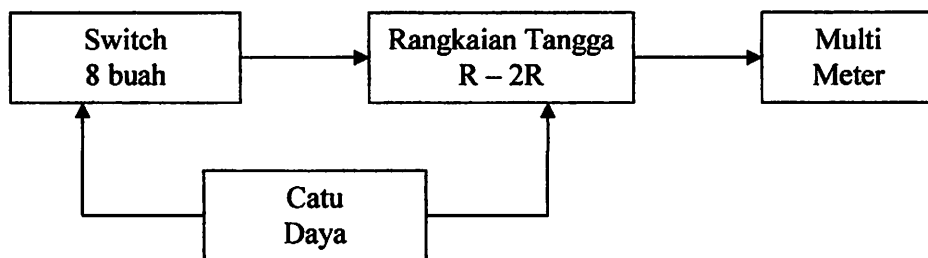 Switch
8 buah
Rangkaian Tangga
R – 2R
Multi
Meter
Catu
Daya